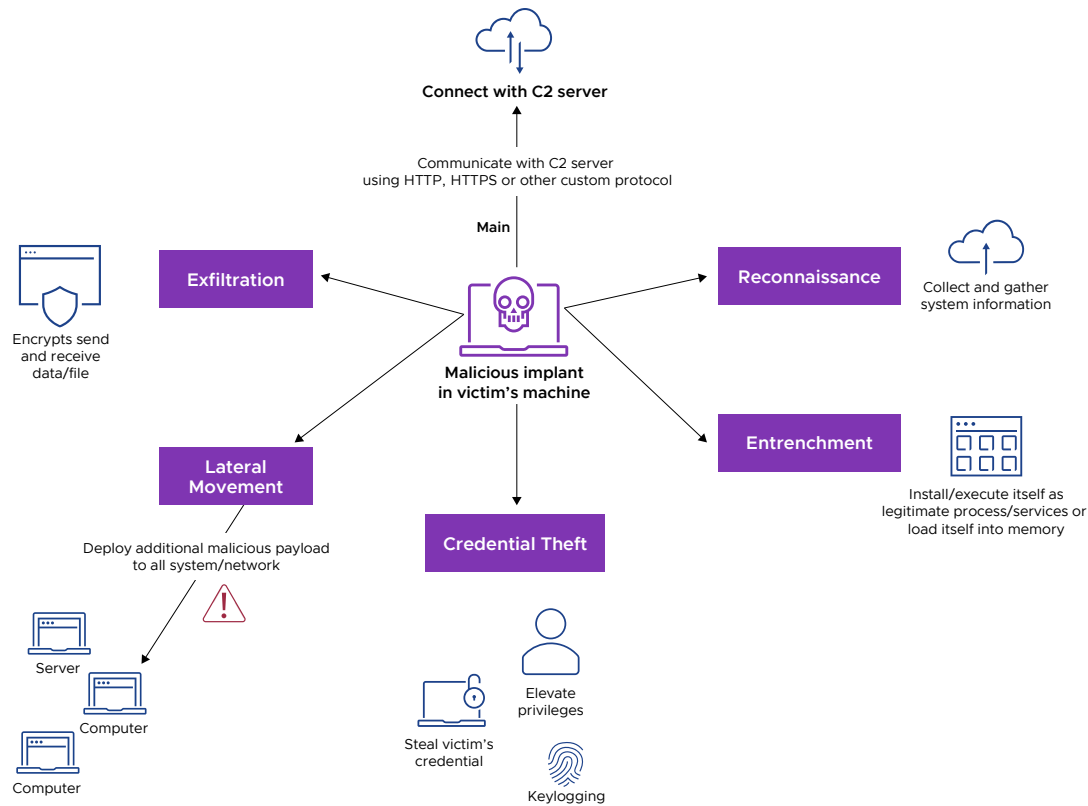 Connect with C2 server
Communicate with C2 server
using HTTP, HTTPS or other custom protocol
Main
Exfiltration
Encrypts send
and receive
data/file
Reconnaissance
Collect and gather
system information
Malicious implant
in victim's machine
Lateral
Movement
Entrenchment
Install/execute itself as
legitimate process/services or
load itself into memory
Credential Theft
Deploy additional malicious payload
to all system/network
Server
Computer
Computer
Elevate
privileges
Steal victim's
credential
Keylogging